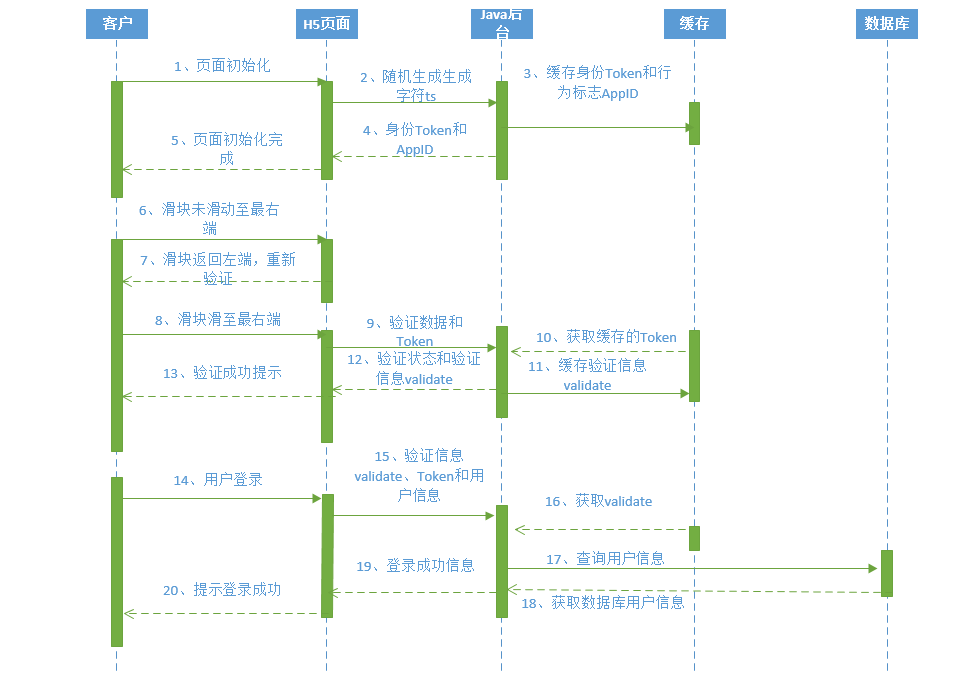 客户
H5页面
Java后
台
缓存
数据库
1、页面初始化
2、随机生成生成
字符ts
3、缓存身份Token和行
为标志AppID
4、身份Token和
AppID
5、页面初始化完
成
6、滑块未滑动至最右
端
7、滑块返回左端，重新
验证
8、滑块滑至最右端
9、验证数据和
Token
10、获取缓存的Token
11、缓存验证信息
validate
12、验证状态和验证
信息validate
13、验证成功提示
14、用户登录
15、验证信息
validate、Token和用
户信息
16、获取validate
17、查询用户信息
18、获取数据库用户信息
19、登录成功信息
20、提示登录成功